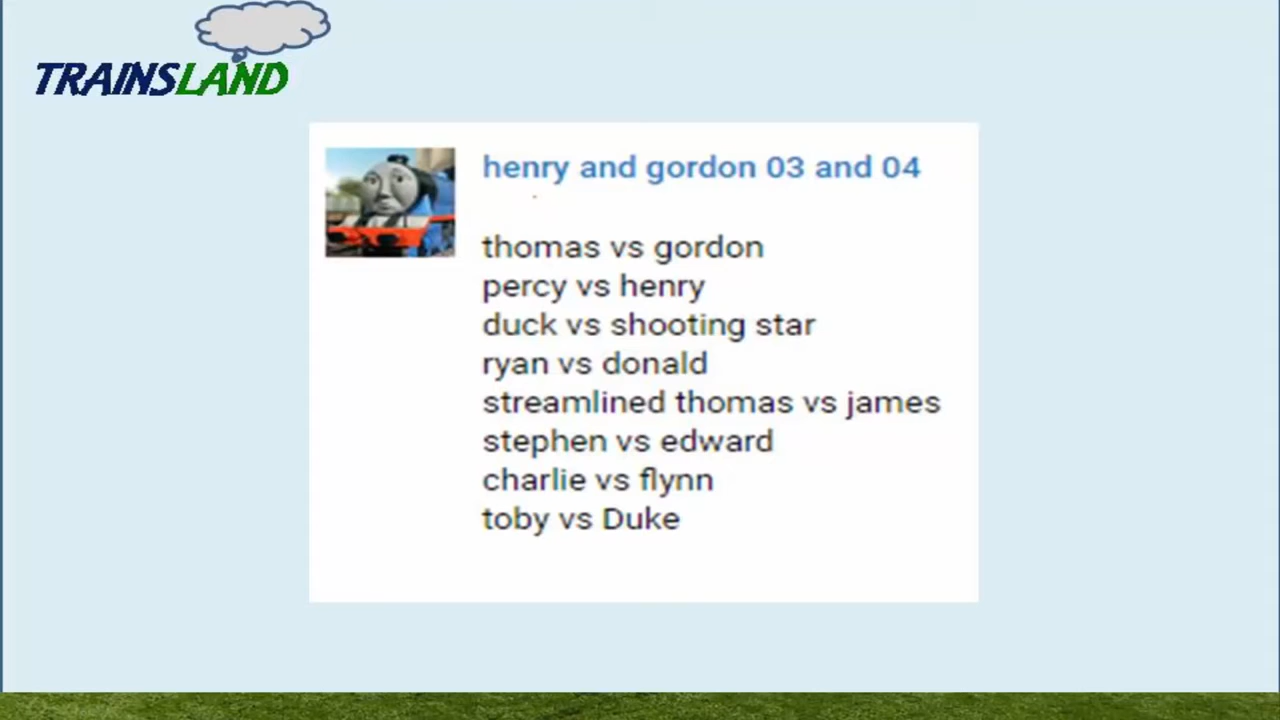 TRAINSLAND
henry and gordon 03 and 04
thomas vs gordon
percy vs henry
duck vs shooting star
ryan vs donald
streamlined thomas vs james
stephen vs edward
charlie vs flynn
toby vs Duke